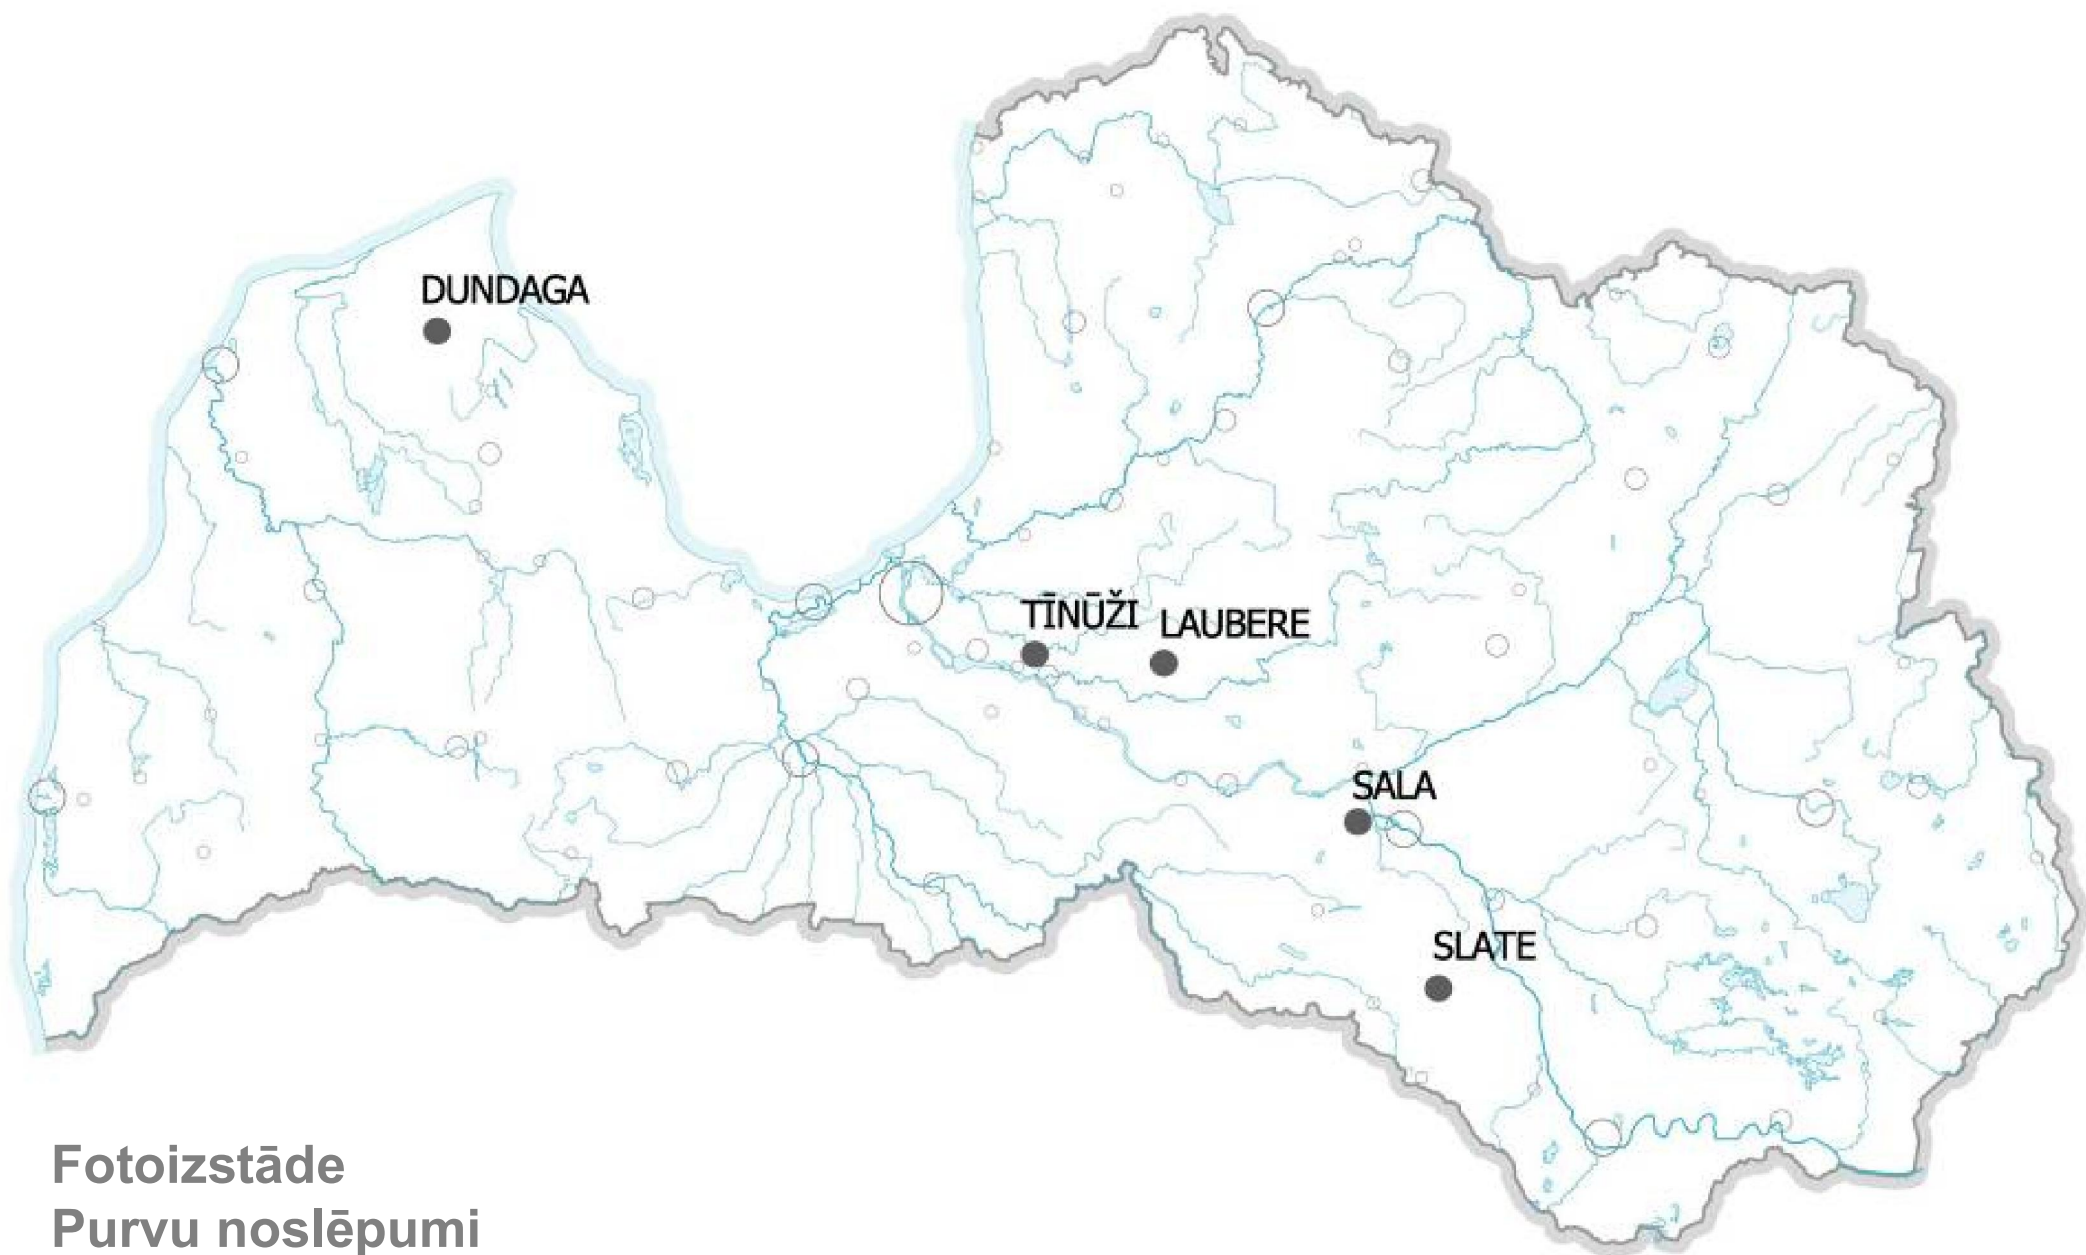 DUNDAGA
TĪNŪŽI
LAUBERE
SALA
SLATE
Fotoizstāde
Purvu noslēpumi